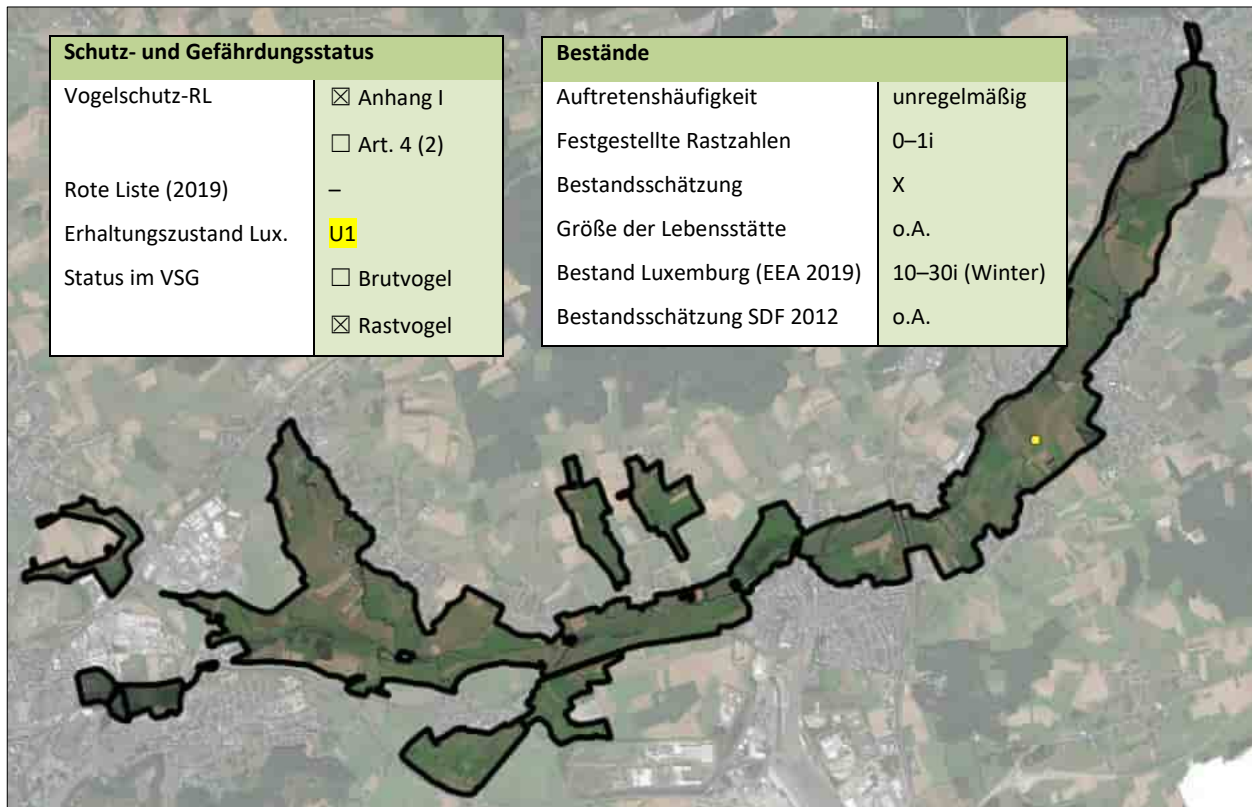 Schutz- und Gefährdungsstatus
Vogelschutz-RL ☒ Anhang I
☐ Art. 4 (2)
Rote Liste (2019) –
Erhaltungszustand Lux. U1
Status im VSG ☐ Brutvogel
☒ Rastvogel
Bestände
Auftretenshäufigkeit unregelmäßig
Festgestellte Rastzahlen 0–1i
Bestandsschätzung X
Größe der Lebensstätte o.A.
Bestand Luxemburg (EEA 2019) 10–30i (Winter)
Bestandsschätzung SDF 2012 o.A.